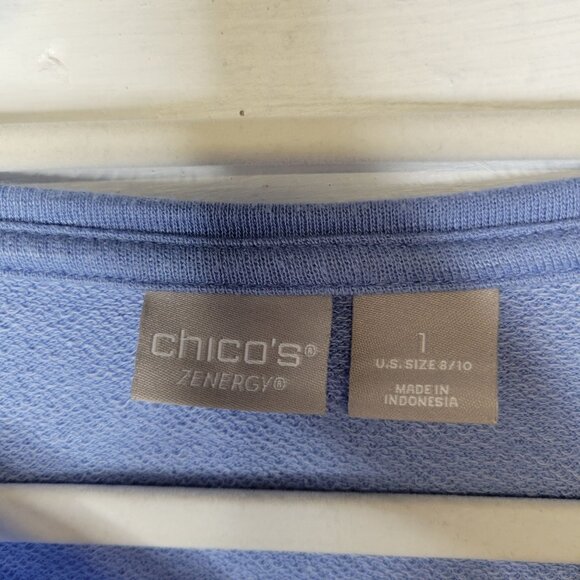 chico's®
ZENERGY®
1
U.S. SIZE 8/10
MADE IN
INDONESIA